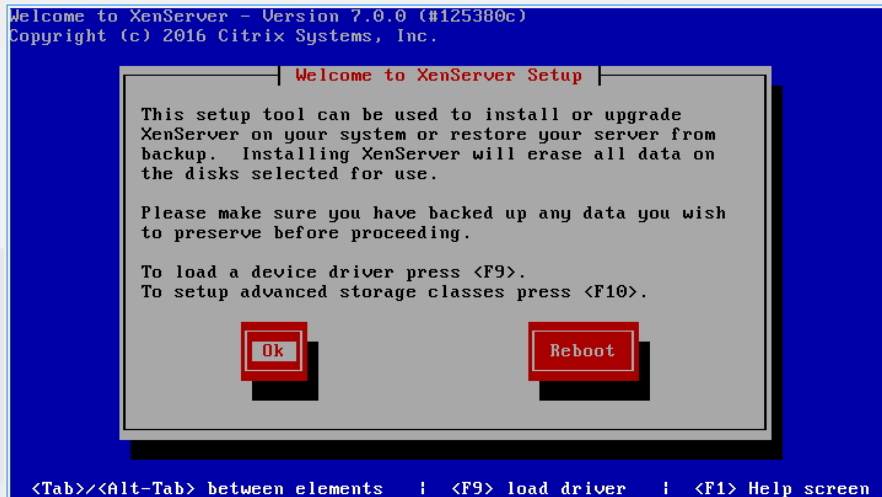 Welcome to XenServer - Version 7.0.0 (#125380c)
Copyright (c) 2016 Citrix Systems, Inc.
Welcome to XenServer Setup
This setup tool can be used to install or upgrade
XenServer on your system or restore your server from
backup.  Installing XenServer will erase all data on
the disks selected for use.
Please make sure you have backed up any data you wish
to preserve before proceeding.
To load a device driver press <F9>.
To setup advanced storage classes press <F10>.
Ok Reboot
<Tab>/<Alt-Tab> between elements | <F9> load driver | <F1> Help screen